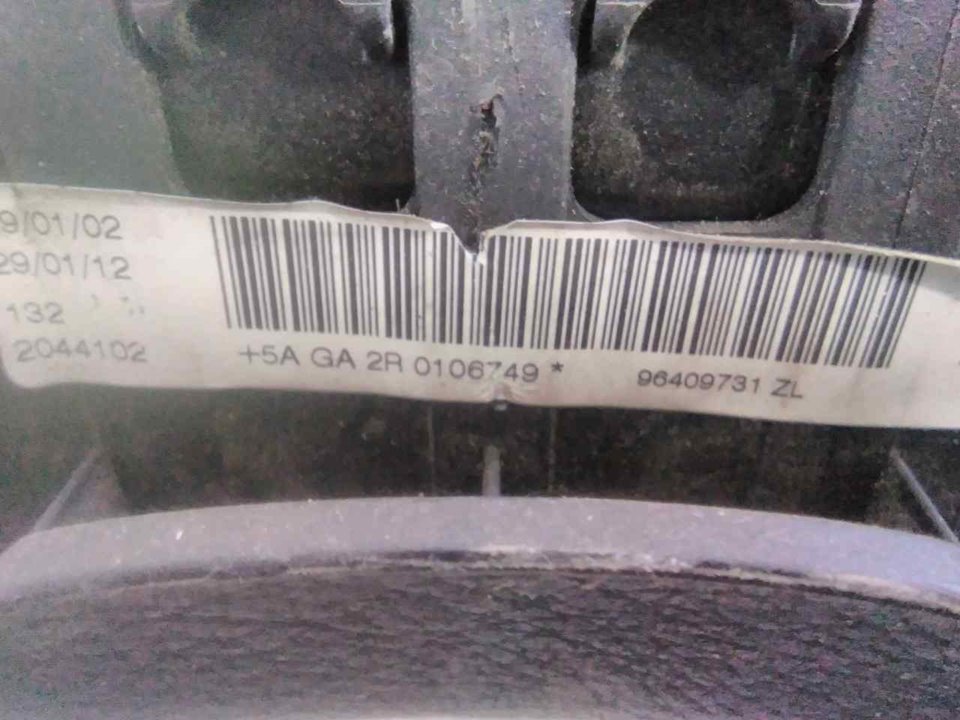 9/01/02
29/01/12
132
2044102
+5A GA 2R 0106749 *
96409731 ZL